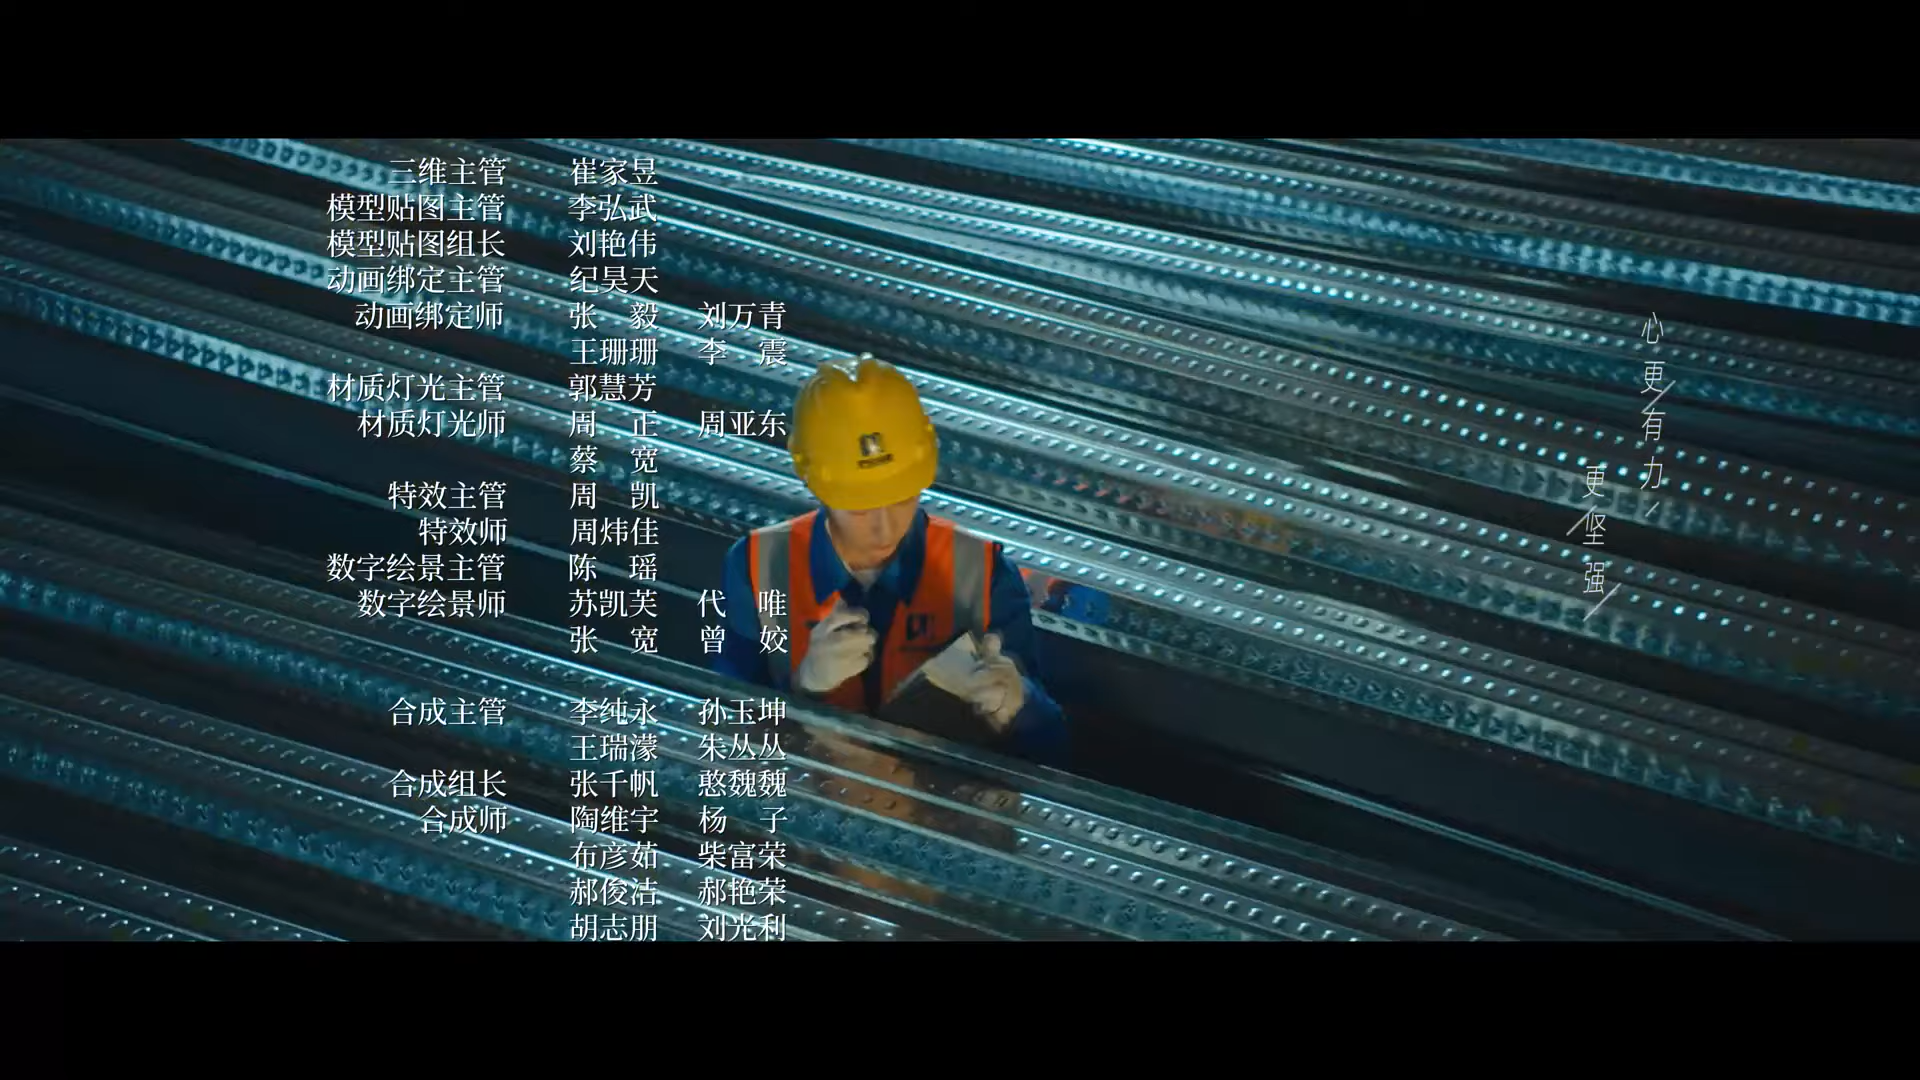 三维主管 崔家昱
模型贴图主管 李弘武
模型贴图组长 刘艳伟
动画绑定主管 纪昊天
动画绑定师 张 毅 刘万青
王珊珊 李 震
材质灯光主管 郭慧芳
材质灯光师 周 正 周亚东
蔡 宽
特效主管 周 凯
特效师 周炜佳
数字绘景主管 陈 瑶
数字绘景师 苏凯芙 代 唯
张 宽 曾 姣
合成主管 李纯永 孙玉坤
王瑞濛 朱丛丛
合成组长 张千帆 憨魏魏
合成师 陶维宇 杨 子
布彦茹 柴富荣
郝俊洁 郝艳荣
胡志朋 刘光利
心更有力
更坚强